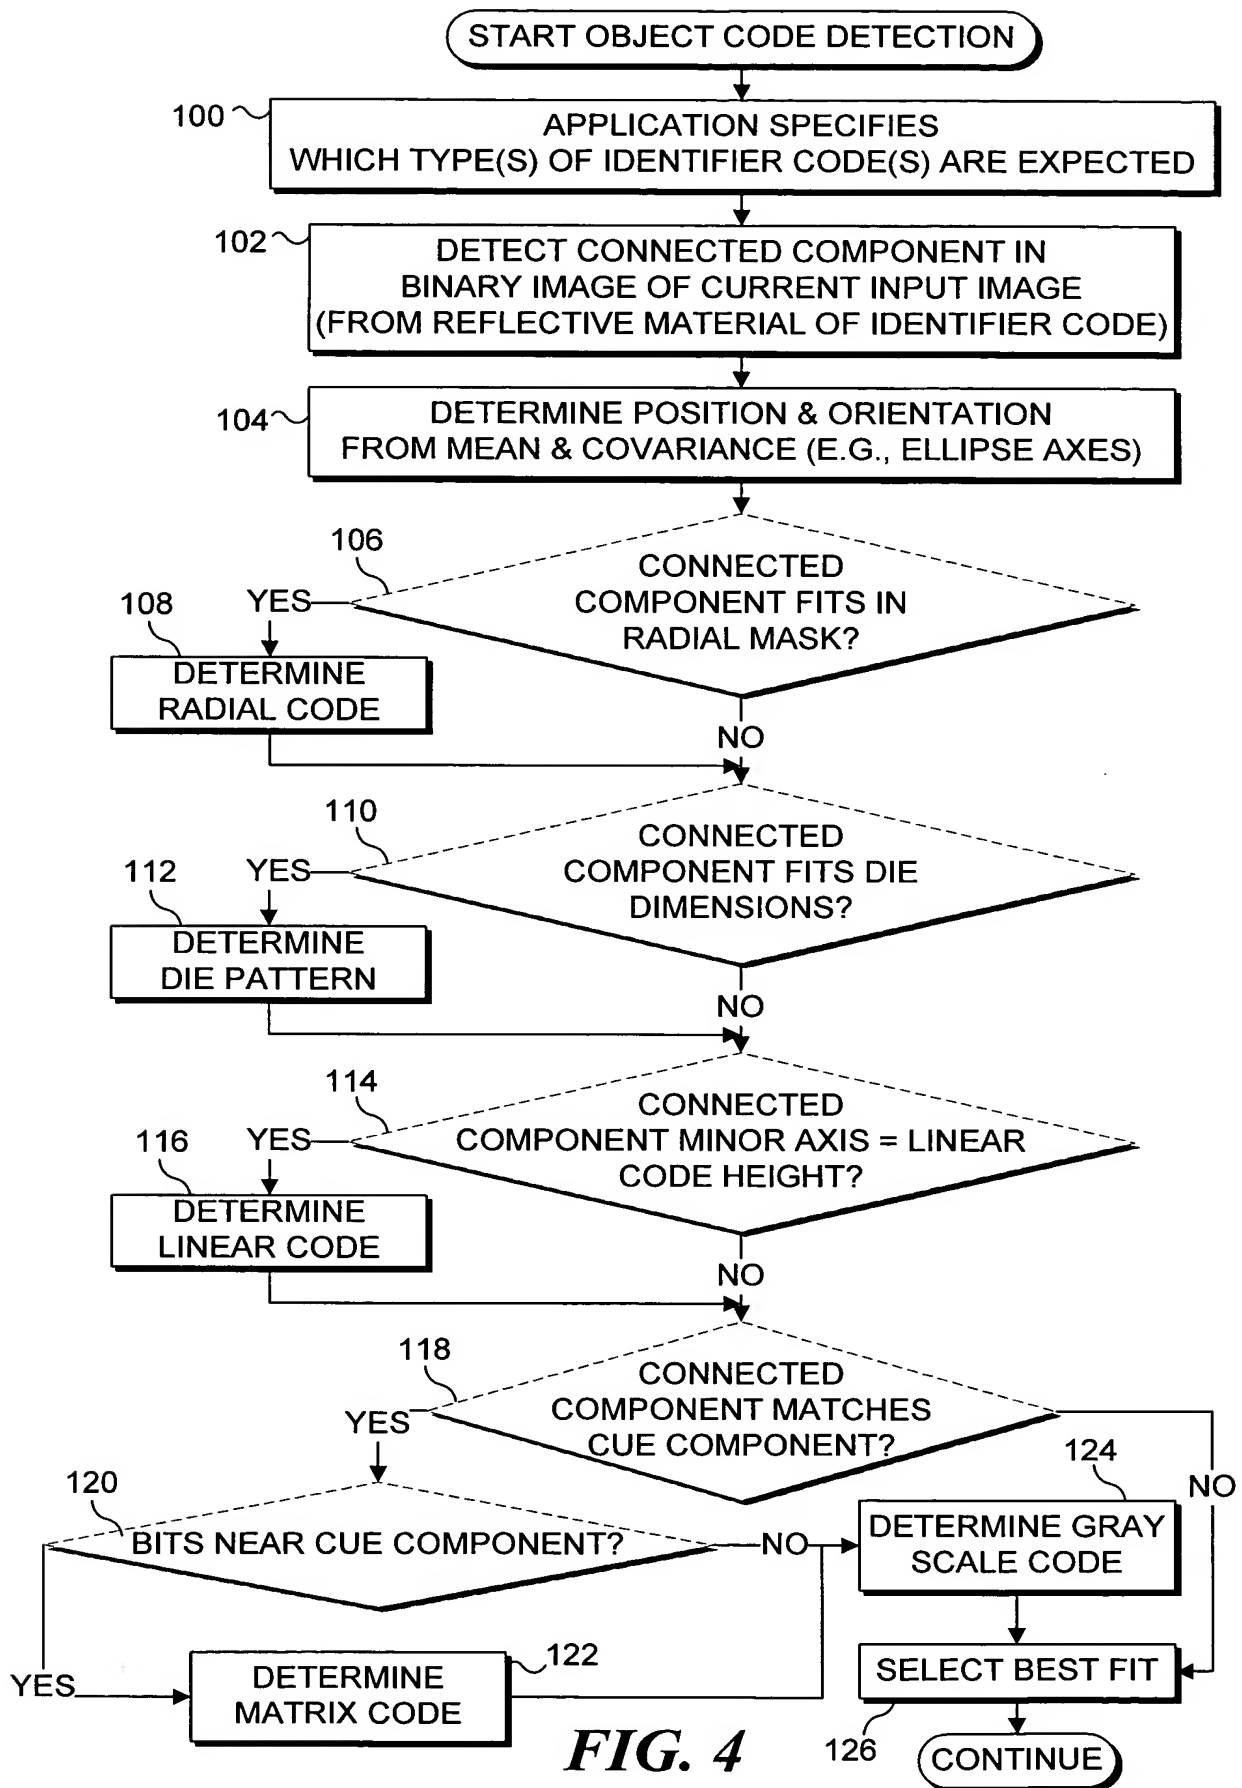 START OBJECT CODE DETECTION
100
APPLICATION SPECIFIES
WHICH TYPE(S) OF IDENTIFIER CODE(S) ARE EXPECTED
102
DETECT CONNECTED COMPONENT IN
BINARY IMAGE OF CURRENT INPUT IMAGE
(FROM REFLECTIVE MATERIAL OF IDENTIFIER CODE)
104
DETERMINE POSITION & ORIENTATION
FROM MEAN & COVARIANCE (E.G., ELLIPSE AXES)
106
CONNECTED
COMPONENT FITS IN
RADIAL MASK?
YES
108
DETERMINE
RADIAL CODE
NO
110
CONNECTED
COMPONENT FITS DIE
DIMENSIONS?
YES
112
DETERMINE
DIE PATTERN
NO
114
CONNECTED
COMPONENT MINOR AXIS = LINEAR
CODE HEIGHT?
YES
116
DETERMINE
LINEAR CODE
NO
118
CONNECTED
COMPONENT MATCHES
CUE COMPONENT?
YES
NO
120
BITS NEAR CUE COMPONENT?
NO
124
DETERMINE GRAY
SCALE CODE
YES
122
DETERMINE
MATRIX CODE
SELECT BEST FIT
126
CONTINUE
FIG. 4